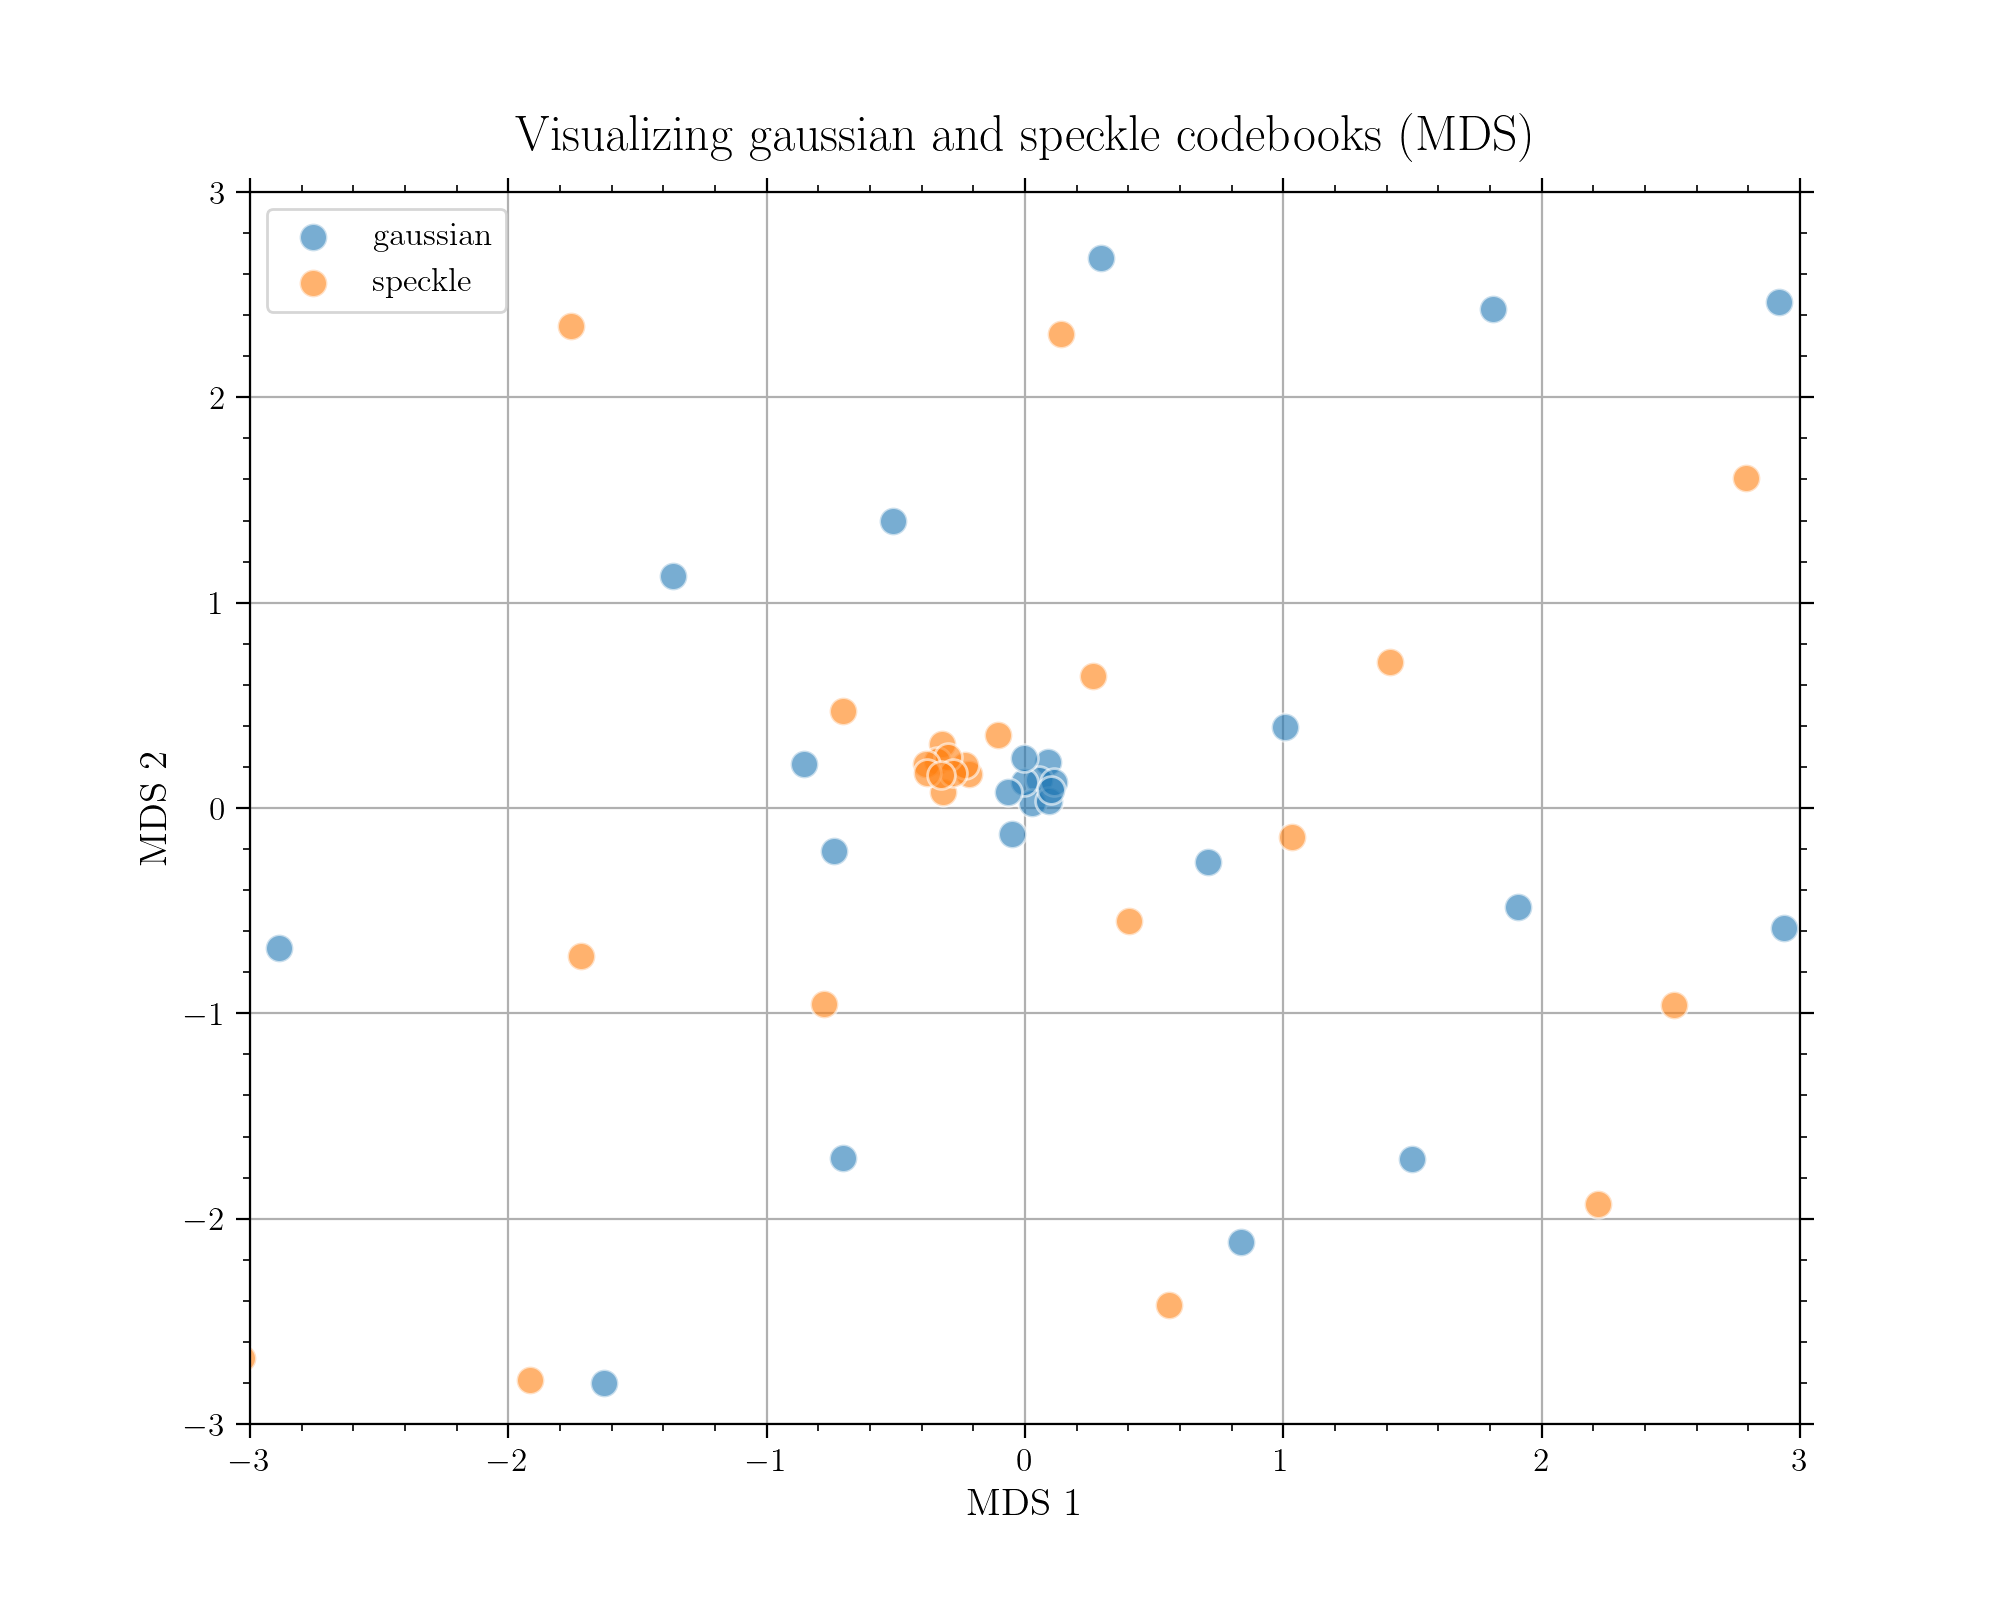 Visualizing gaussian and speckle codebooks (MDS)
gaussian
speckle
3
2
1
0
−1
−2
−3
MDS 2
−3
−2
−1
0
1
2
3
MDS 1